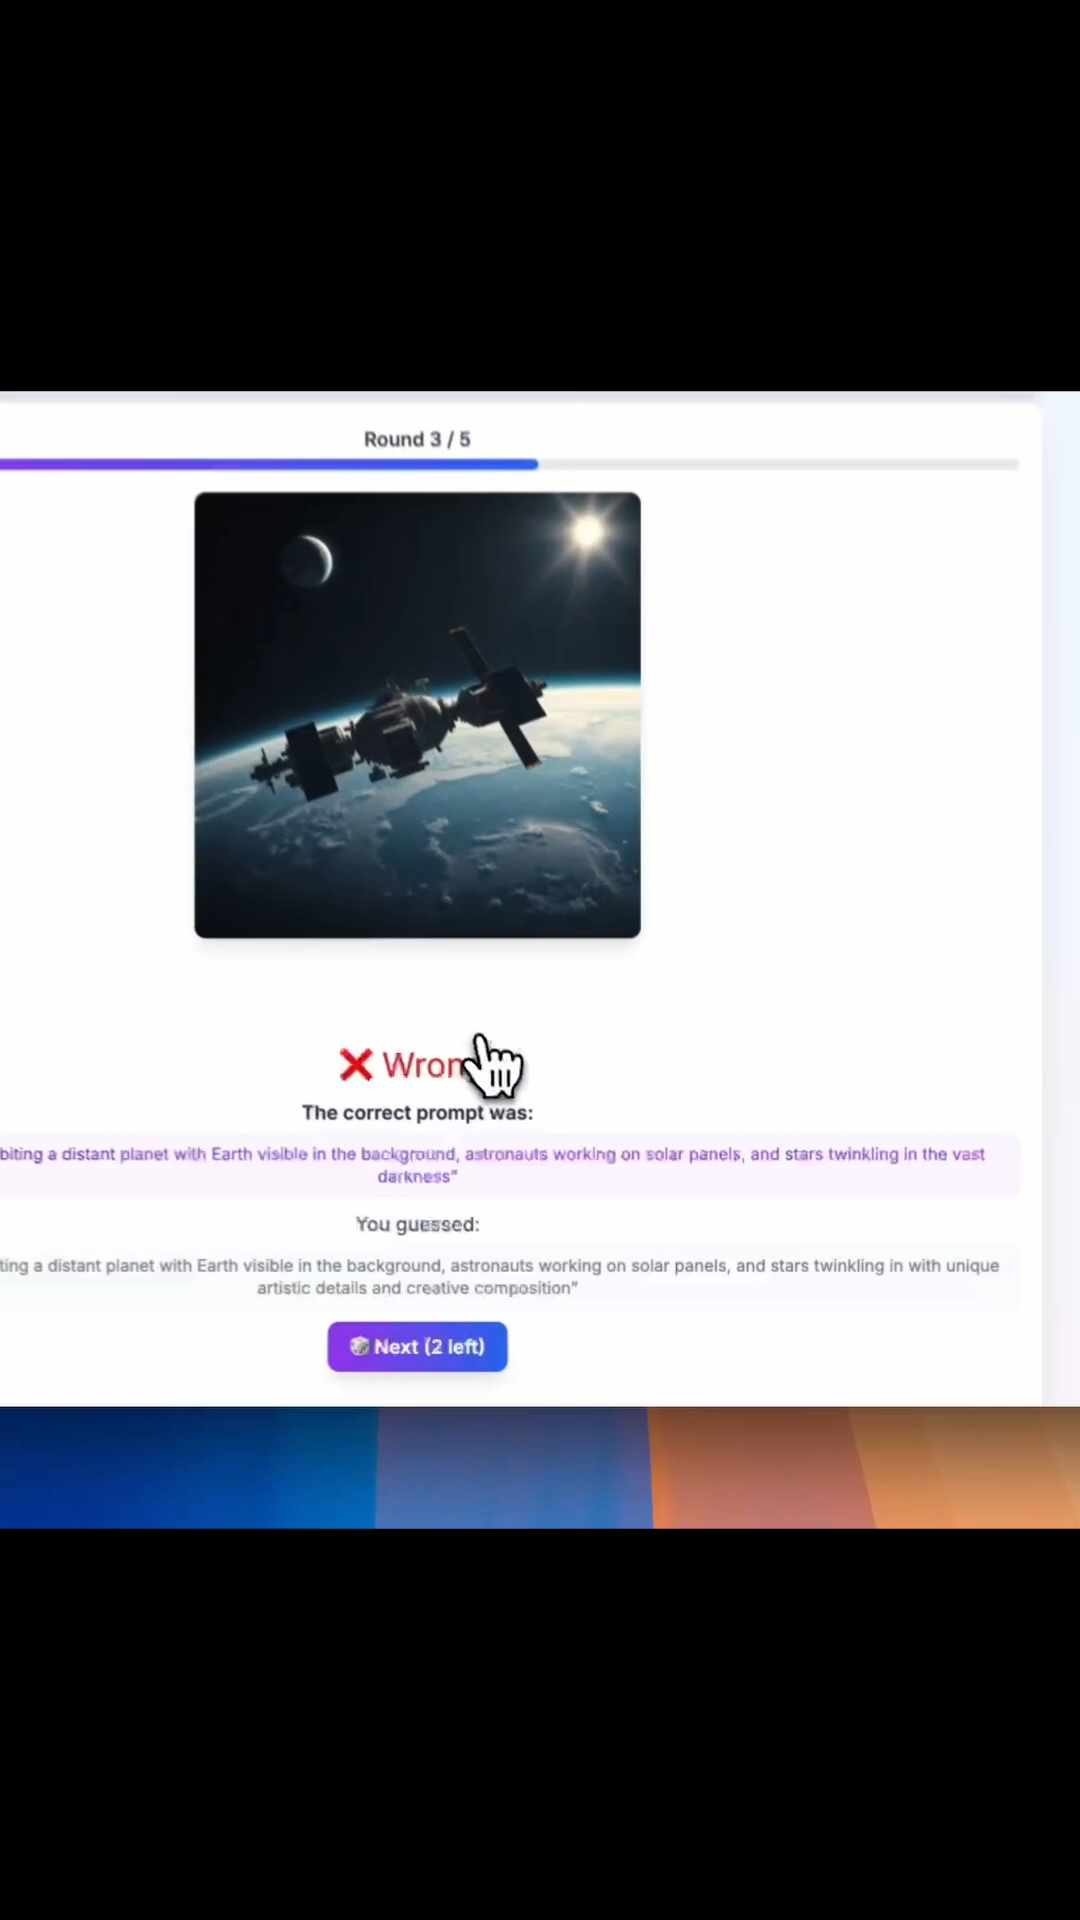 Round 3 / 5
❌ Wron
The correct prompt was:
biting a distant planet with Earth visible in the background, astronauts working on solar panels, and stars twinkling in the vast
darkness"
You guessed:
ting a distant planet with Earth visible in the background, astronauts working on solar panels, and stars twinkling in with unique
artistic details and creative composition"
Next (2 left)